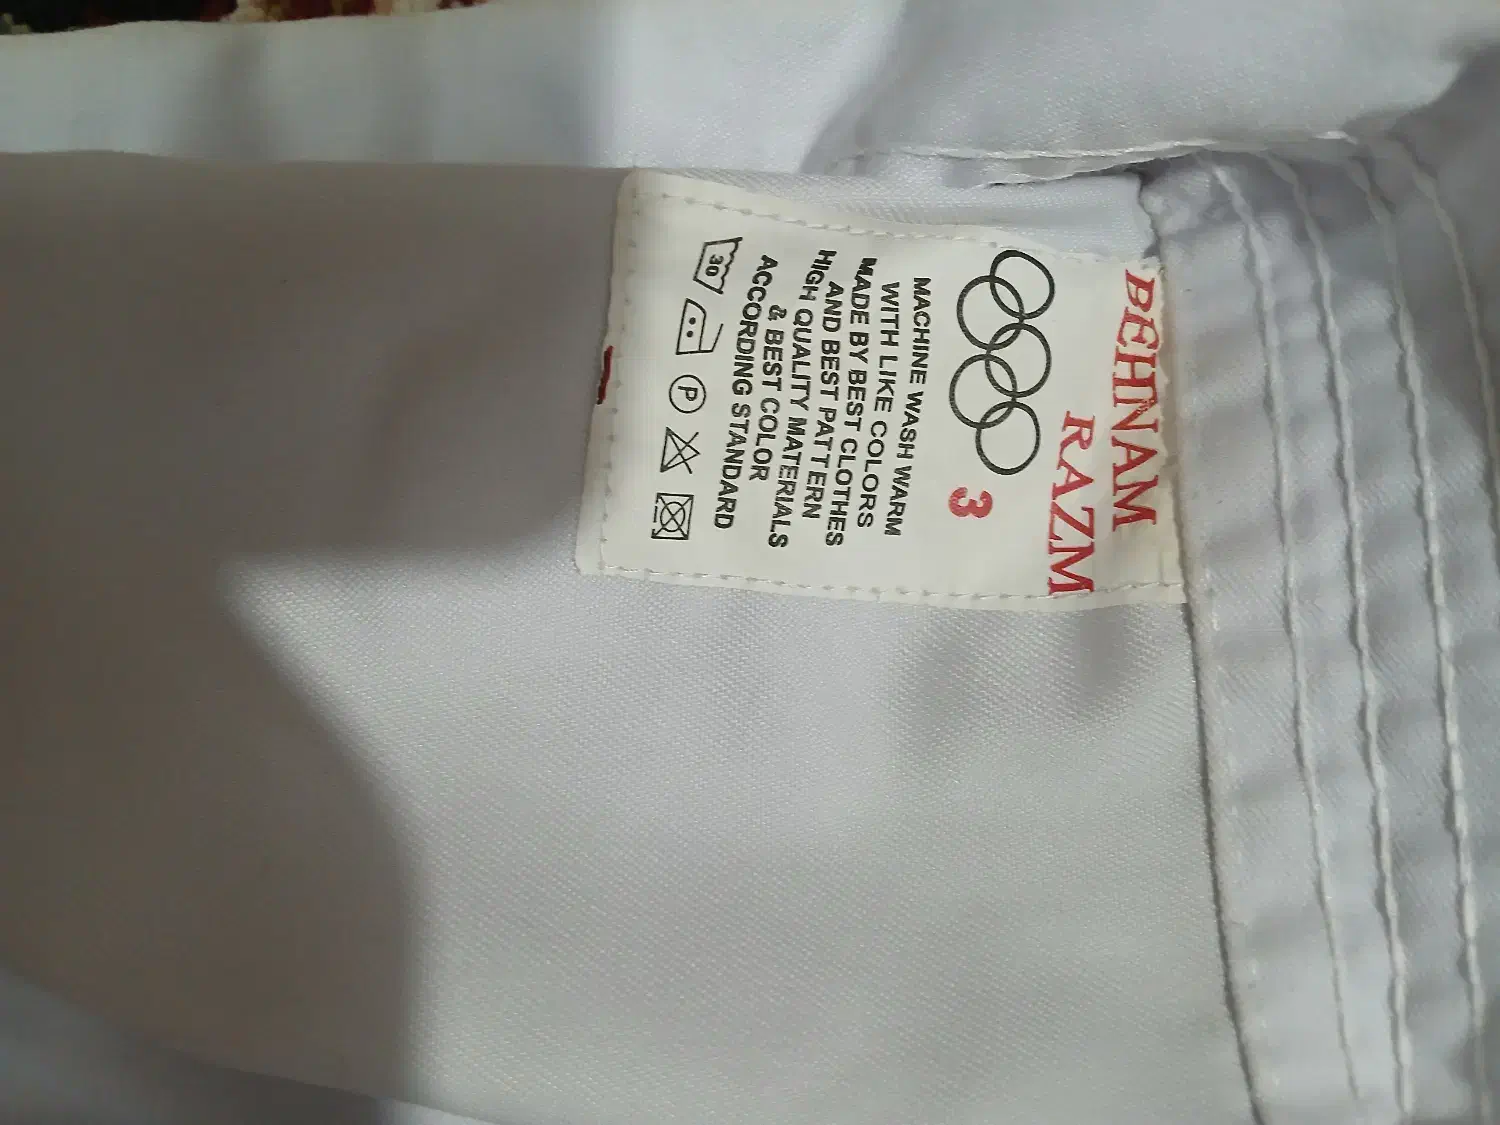 BEHNAM
RAZM
3
MACHINE WASH WARM
WITH LIKE COLORS
MADE BY BEST CLOTHES
AND BEST PATTERN
HIGH QUALITY MATERIALS
& BEST COLOR
ACCORDING STANDARD
30 P